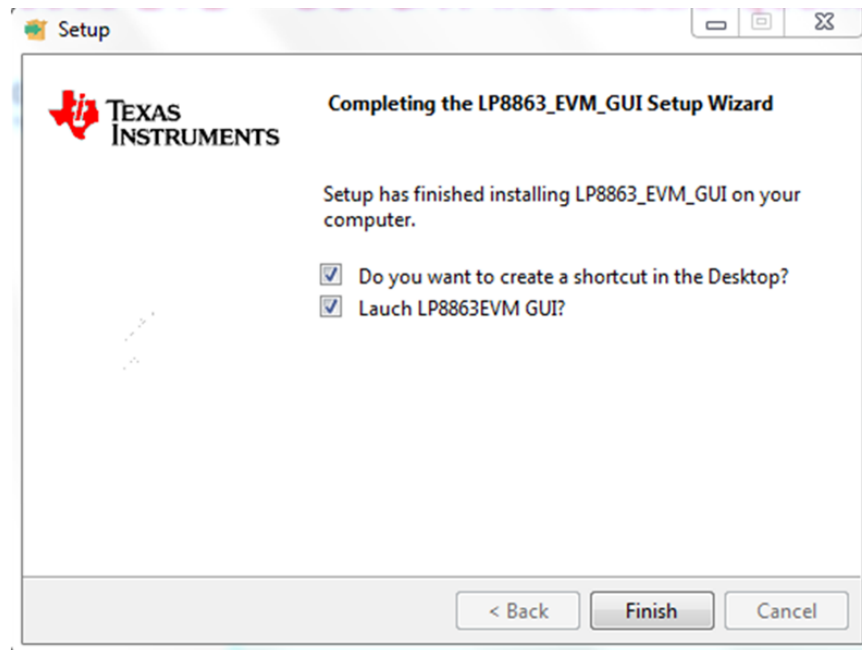 Setup
TEXAS
INSTRUMENTS
Completing the LP8863_EVM_GUI Setup Wizard
Setup has finished installing LP8863_EVM_GUI on your
computer.
Do you want to create a shortcut in the Desktop?
Lauch LP8863EVM GUI?
< Back
Finish
Cancel